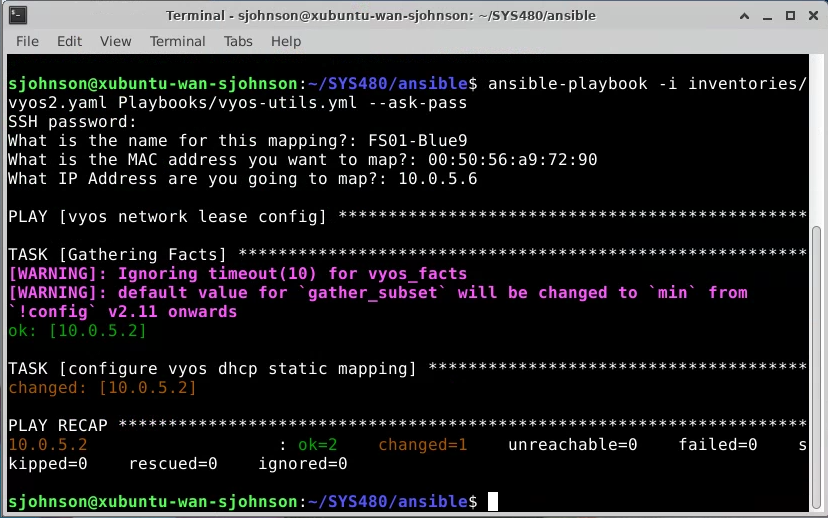 Terminal - sjohnson@xubuntu-wan-sjohnson: ~/SYS480/ansible
File Edit View Terminal Tabs Help
sjohnson@xubuntu-wan-sjohnson:~/SYS480/ansible$ ansible-playbook -i inventories/
vyos2.yaml Playbooks/vyos-utils.yml --ask-pass
SSH password:
What is the name for this mapping?: FS01-Blue9
What is the MAC address you want to map?: 00:50:56:a9:72:90
What IP Address are you going to map?: 10.0.5.6
PLAY [vyos network lease config] ***********************************************
TASK [Gathering Facts] *********************************************************
[WARNING]: Ignoring timeout(10) for vyos_facts
[WARNING]: default value for `gather_subset` will be changed to `min` from
`!config` v2.11 onwards
ok: [10.0.5.2]
TASK [configure vyos dhcp static mapping] **************************************
changed: [10.0.5.2]
PLAY RECAP *********************************************************************
10.0.5.2                   : ok=2    changed=1    unreachable=0    failed=0    s
kipped=0    rescued=0    ignored=0
sjohnson@xubuntu-wan-sjohnson:~/SYS480/ansible$